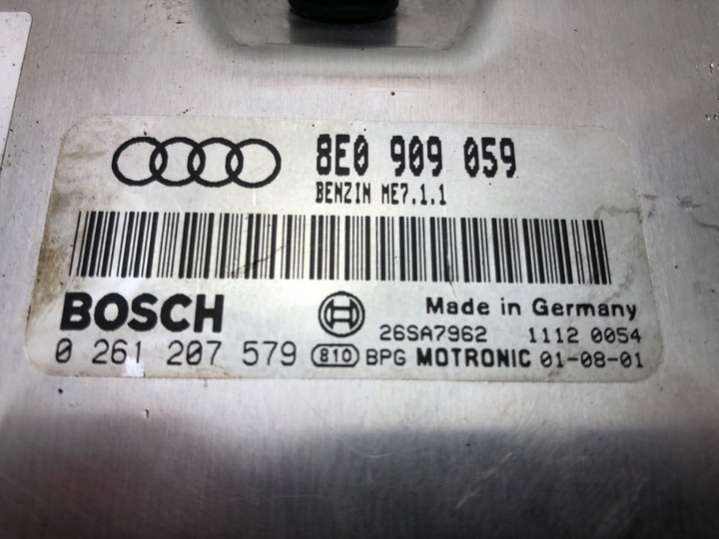 8E0 909 059
BENZIN ME7.1.1
BOSCH
Made in Germany
26SA7962 1112 0054
0 261 207 579 810 BPG MOTRONIC 01-08-01